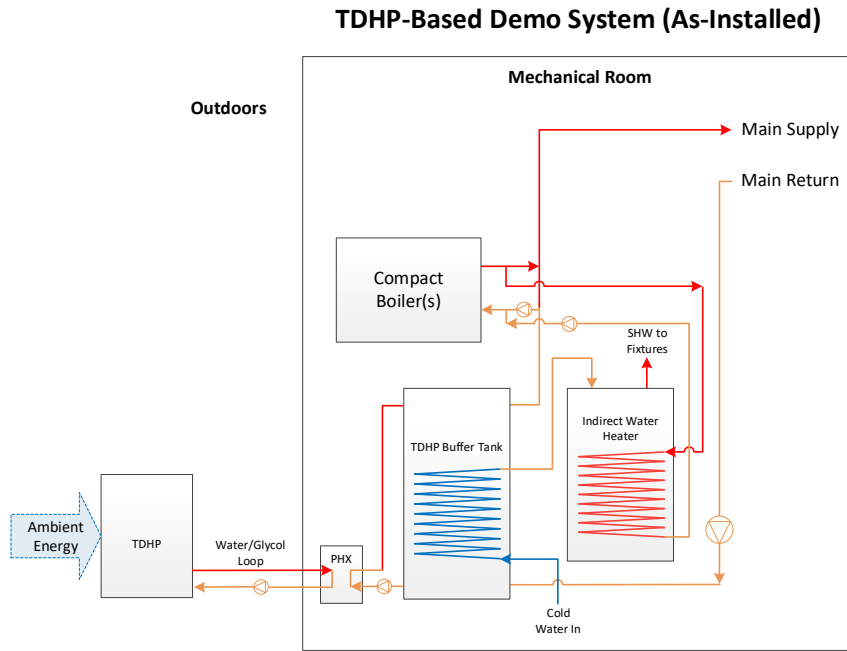 TDHP-Based Demo System (As-Installed)
Mechanical Room
Outdoors
Main Supply
Main Return
Compact
Boiler(s)
SHW to
Fixtures
Indirect Water
Heater
TDHP Buffer Tank
Ambient
Energy
TDHP
Water/Glycol
Loop
PHX
Cold
Water In